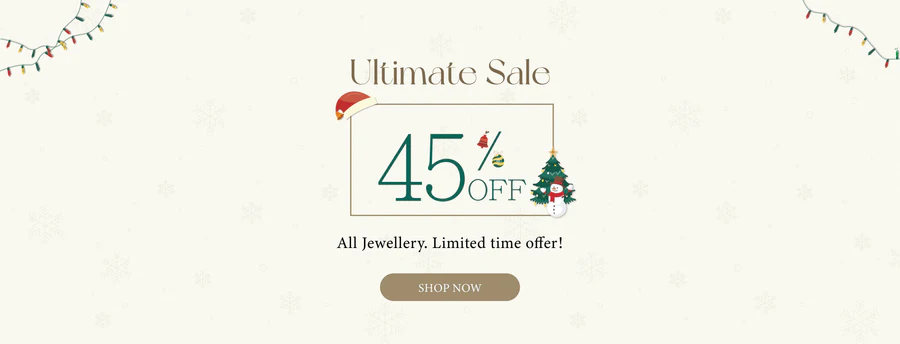 Ultimate Sale
45%
OFF
All Jewellery. Limited time offer!
SHOP NOW